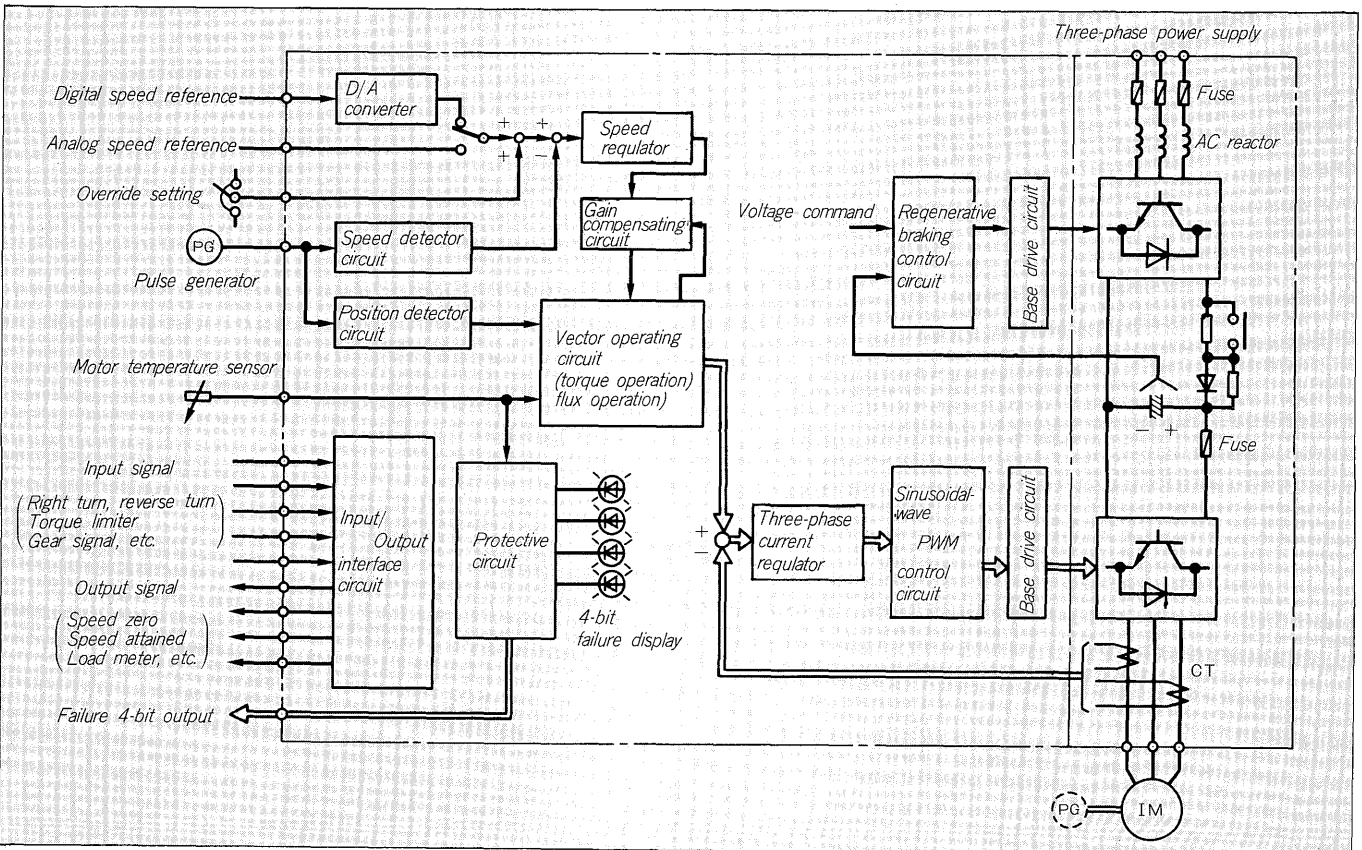 Three-phase power supply
Digital speed reference
D/A
converter
Fuse
Analog speed reference
+
+
+
−
Speed
regulator
AC reactor
Override setting
Gain
compensating
circuit
Voltage command
Regenerative
braking
control
circuit
Base drive circuit
PG
Pulse generator
Speed detector
circuit
Position detector
circuit
Vector operating
circuit
(torque operation)
flux operation)
Motor temperature sensor
+
Fuse
Input signal
(Right turn, reverse turn
Torque limiter
Gear signal, etc.)
Input/
Output
interface
circuit
Output signal
(Speed zero
Speed attained
Load meter, etc.)
Failure 4-bit output
Protective
circuit
4-bit
failure display
+
−
Three-phase
current
regulator
Sinusoidal-
wave
PWM
control
circuit
Base drive circuit
CT
PG
IM